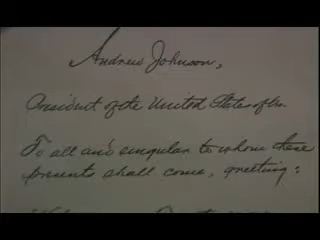 Andrew Johnson,
President of the United States of
To all and singular to whom these
presents shall come, greeting: